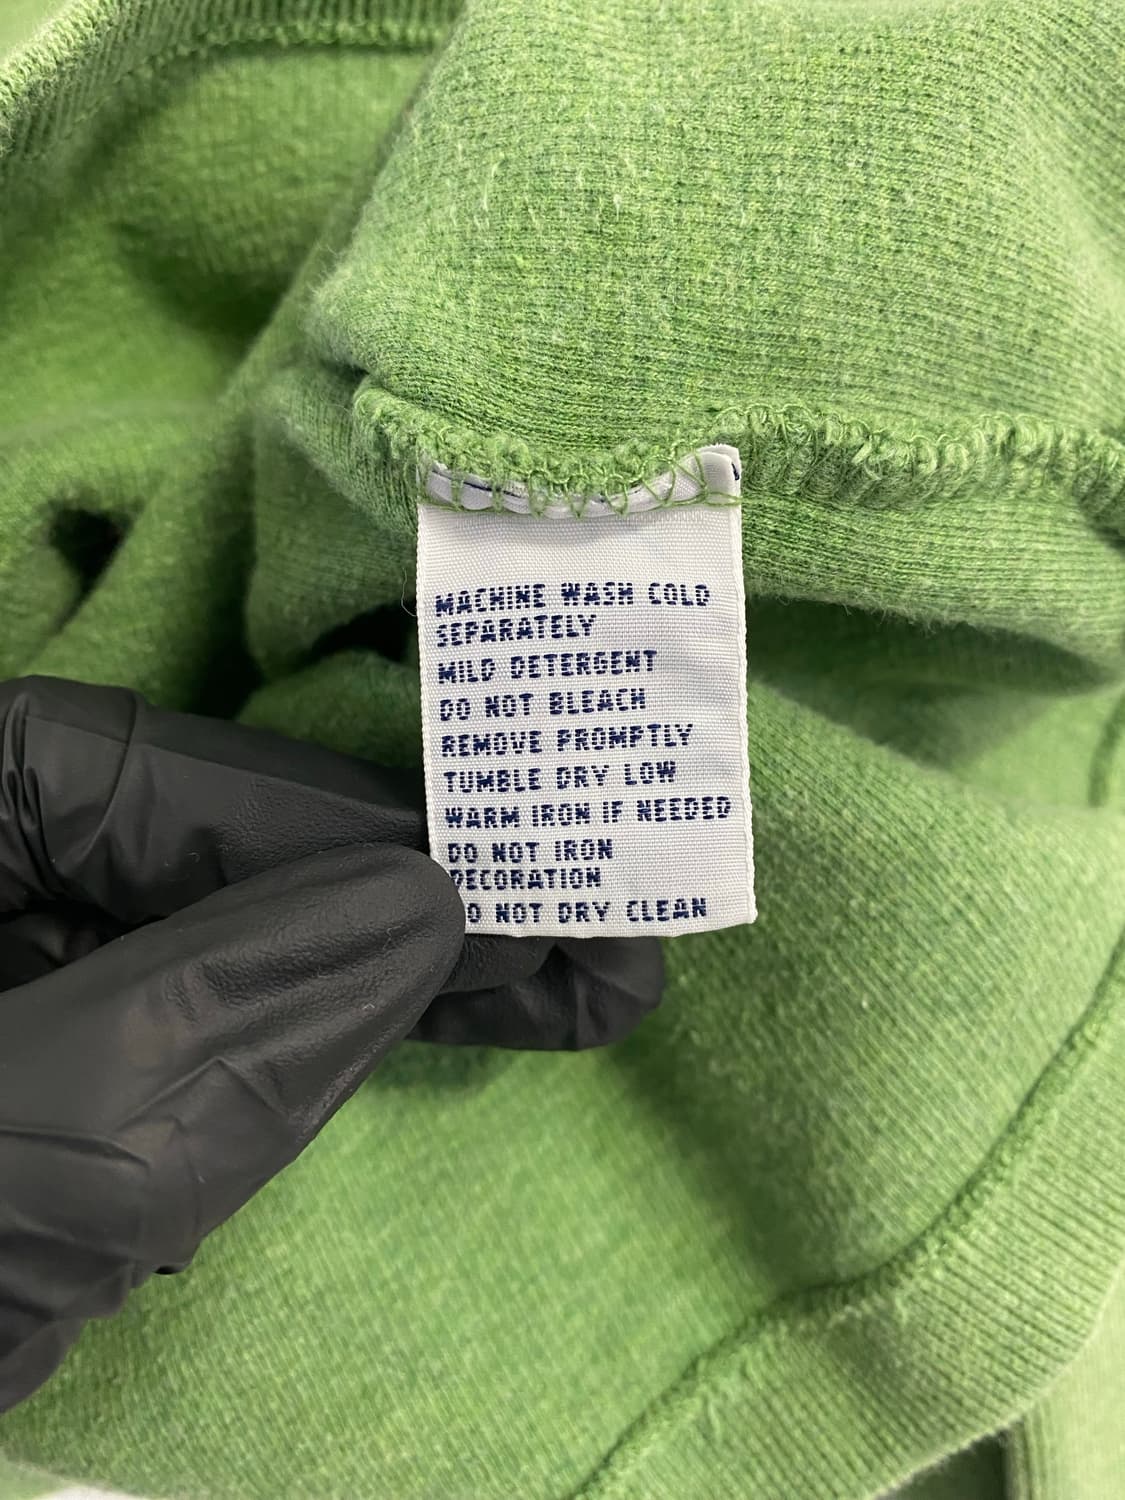 MACHINE WASH COLD
SEPARATELY
MILD DETERGENT
DO NOT BLEACH
REMOVE PROMPTLY
TUMBLE DRY LOW
WARM IRON IF NEEDED
DO NOT IRON
DECORATION
DO NOT DRY CLEAN